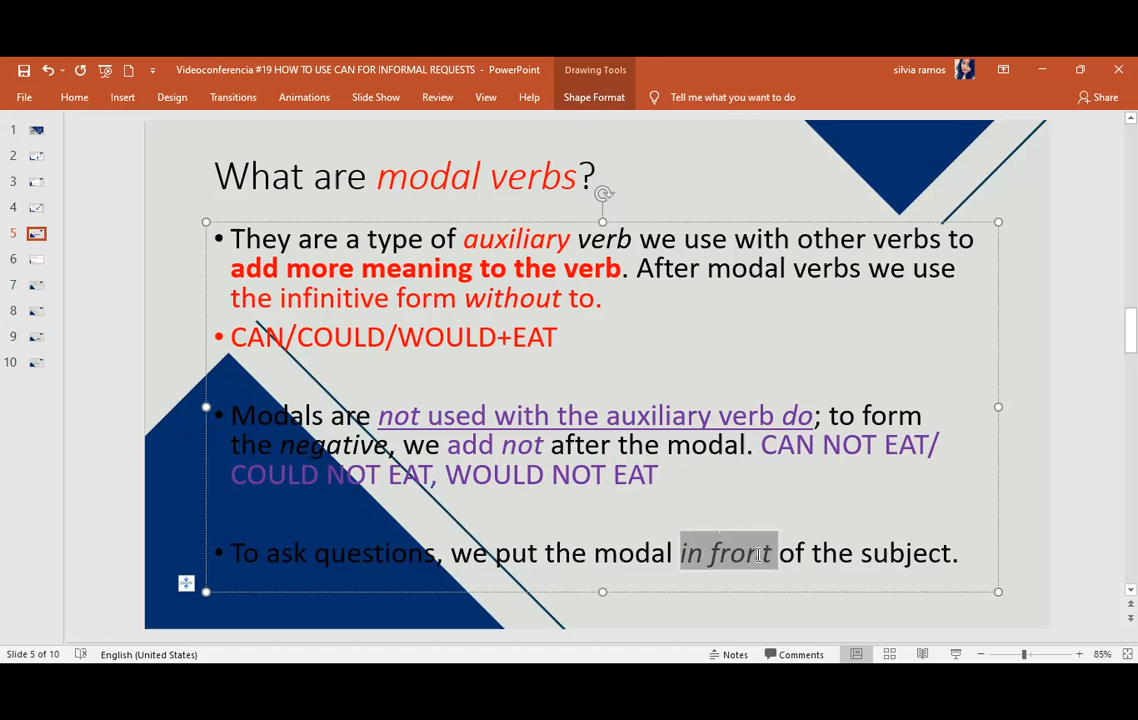 Videoconferencia #19 HOW TO USE CAN FOR INFORMAL REQUESTS - PowerPoint
Drawing Tools
silvia ramos
File Home Insert Design Transitions Animations Slide Show Review View Help Shape Format Tell me what you want to do Share
1
2
3
4
5
6
7
8
9
10
What are modal verbs?
• They are a type of auxiliary verb we use with other verbs to
add more meaning to the verb. After modal verbs we use
the infinitive form without to.
• CAN/COULD/WOULD+EAT
• Modals are not used with the auxiliary verb do; to form
the negative, we add not after the modal. CAN NOT EAT/
COULD NOT EAT, WOULD NOT EAT
• To ask questions, we put the modal in front of the subject.
Slide 5 of 10 English (United States) Notes Comments 85%